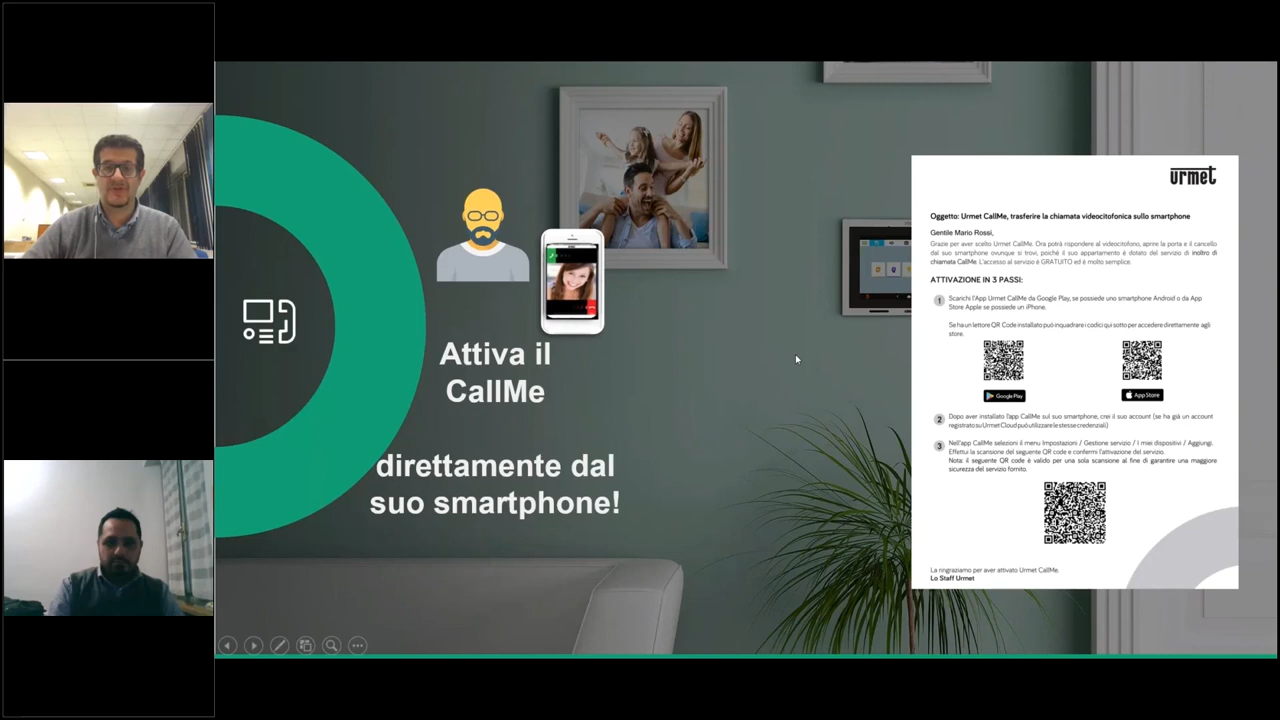 Attiva il
CallMe
direttamente dal
suo smartphone!
urmet
Oggetto: Urmet CallMe, trasferire la chiamata videocitofonica sullo smartphone
Gentile Mario Rossi,
Grazie per aver scelto Urmet CallMe. Ora potrà rispondere al videocitofono, aprire la porta e il cancello
dal suo smartphone ovunque si trovi, poiché il suo appartamento è dotato del servizio di inoltro di
chiamata CallMe. L'accesso al servizio è GRATUITO ed è molto semplice.
ATTIVAZIONE IN 3 PASSI:
1 Scarichi l'App Urmet CallMe da Google Play, se possiede uno smartphone Android o da App
Store Apple se possiede un iPhone.
Se ha un lettore QR Code installato può inquadrare i codici qui sotto per accedere direttamente agli
store.
Google Play
App Store
2 Dopo aver installato l'app CallMe sul suo smartphone, crei il suo account (se ha già un account
registrato su Urmet Cloud può utilizzare le stesse credenziali)
3 Nell'app CallMe selezioni il menu Impostazioni / Gestione servizio / I miei dispositivi / Aggiungi.
Effettui la scansione del seguente QR code e confermi l'attivazione del servizio.
Nota: il seguente QR code è valido per una sola scansione al fine di garantire una maggiore
sicurezza del servizio fornito.
La ringraziamo per aver attivato Urmet CallMe.
Lo Staff Urmet